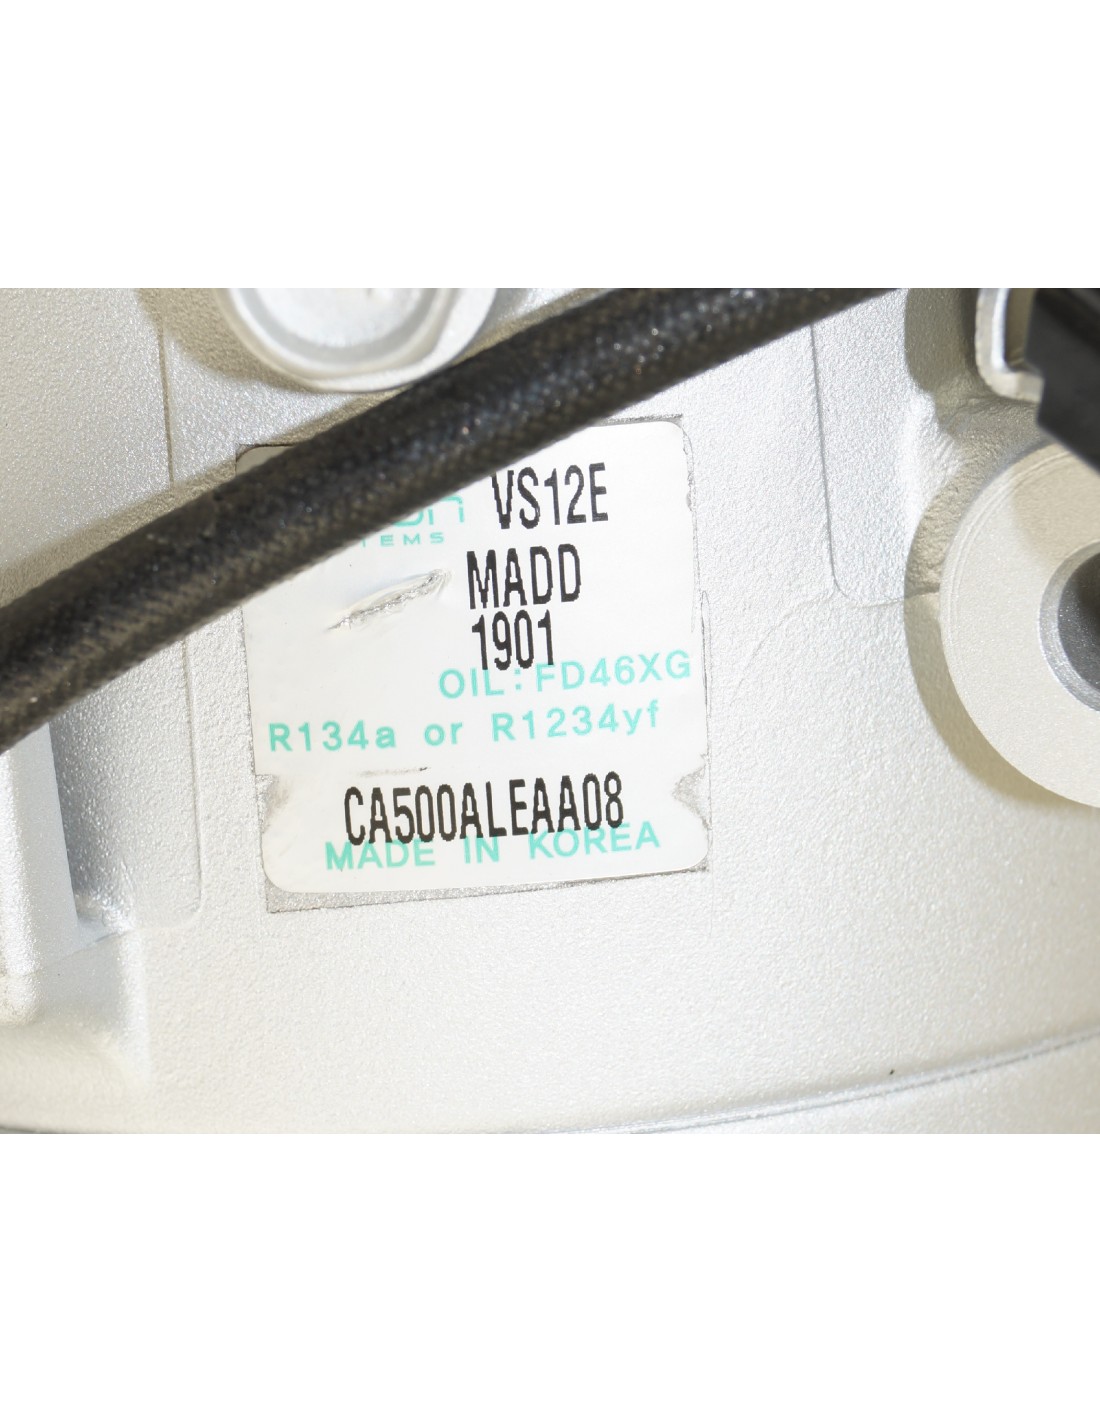 VS12E
MADD
1901
OIL: FD46XG
R134a or R1234yf
CA500ALEAA08
MADE IN KOREA